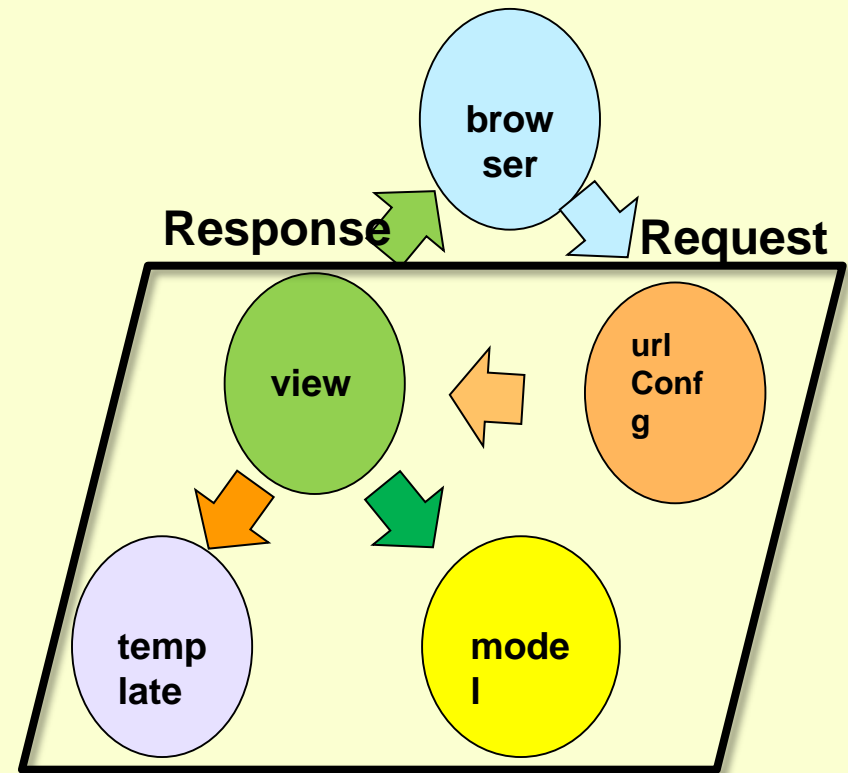 brow
ser
Response
Request
view
url
Conf
g
temp
late
mode
l